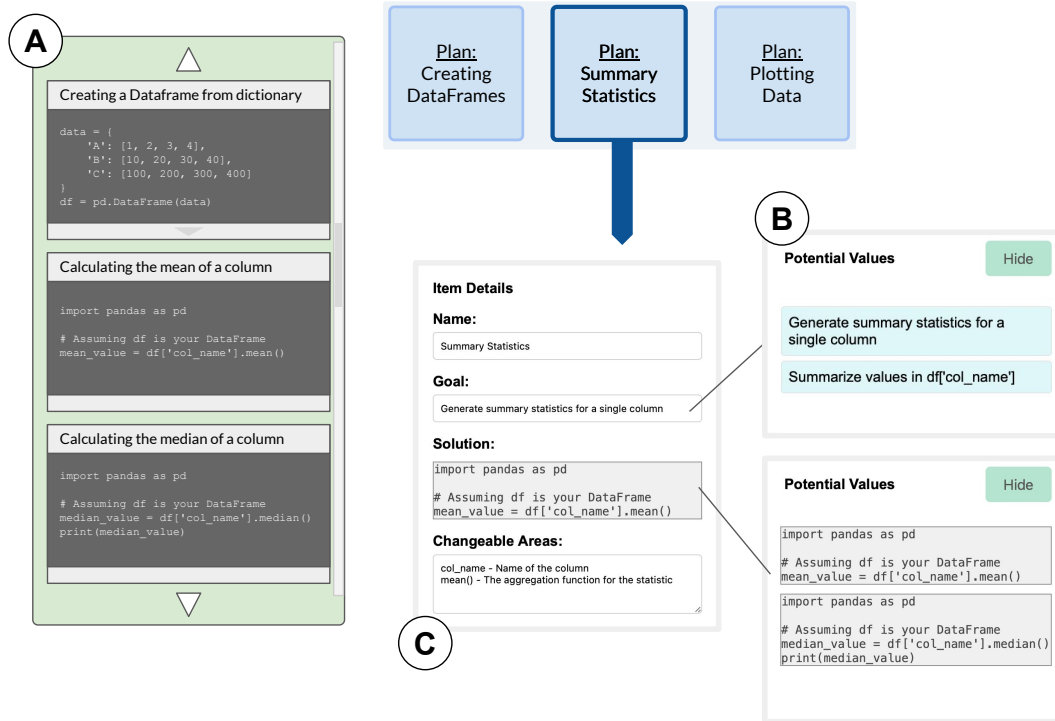 A
Creating a Dataframe from dictionary
data = {
    'A': [1, 2, 3, 4],
    'B': [10, 20, 30, 40],
    'C': [100, 200, 300, 400]
}
df = pd.DataFrame(data)
Calculating the mean of a column
import pandas as pd
# Assuming df is your DataFrame
mean_value = df['col_name'].mean()
Calculating the median of a column
import pandas as pd
# Assuming df is your DataFrame
median_value = df['col_name'].median()
print(median_value)
Plan:
Creating
DataFrames
Plan:
Summary
Statistics
Plan:
Plotting
Data
Item Details
Name:
Summary Statistics
Goal:
Generate summary statistics for a single column
Solution:
import pandas as pd
# Assuming df is your DataFrame
mean_value = df['col_name'].mean()
Changeable Areas:
col_name - Name of the column
mean() - The aggregation function for the statistic
C
B
Potential Values
Hide
Generate summary statistics for a
single column
Summarize values in df['col_name']
Potential Values
Hide
import pandas as pd
# Assuming df is your DataFrame
mean_value = df['col_name'].mean()
import pandas as pd
# Assuming df is your DataFrame
median_value = df['col_name'].median()
print(median_value)